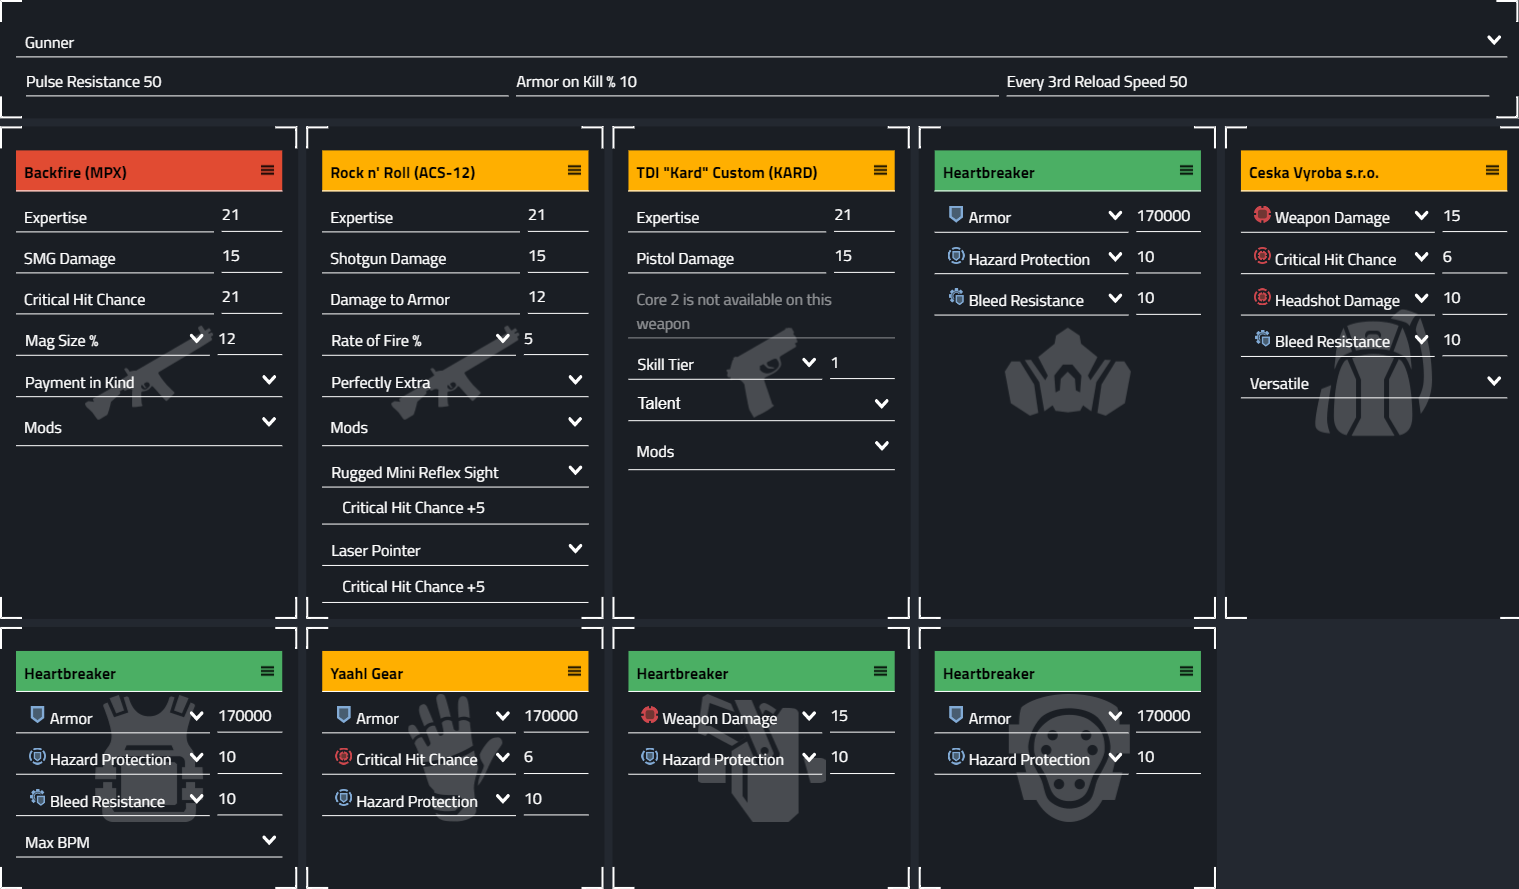 Gunner
Pulse Resistance 50
Armor on Kill % 10
Every 3rd Reload Speed 50
Backfire (MPX)
Expertise 21
SMG Damage 15
Critical Hit Chance 21
Mag Size % 12
Payment in Kind
Mods
Rock n' Roll (ACS-12)
Expertise 21
Shotgun Damage 15
Damage to Armor 12
Rate of Fire % 5
Perfectly Extra
Mods
Rugged Mini Reflex Sight
Critical Hit Chance +5
Laser Pointer
Critical Hit Chance +5
TDI "Kard" Custom (KARD)
Expertise 21
Pistol Damage 15
Core 2 is not available on this
weapon
Skill Tier 1
Talent
Mods
Heartbreaker
Armor 170000
Hazard Protection 10
Bleed Resistance 10
Ceska Vyroba s.r.o.
Weapon Damage 15
Critical Hit Chance 6
Headshot Damage 10
Bleed Resistance 10
Versatile
Heartbreaker
Armor 170000
Hazard Protection 10
Bleed Resistance 10
Max BPM
Yaahl Gear
Armor 170000
Critical Hit Chance 6
Hazard Protection 10
Heartbreaker
Weapon Damage 15
Hazard Protection 10
Heartbreaker
Armor 170000
Hazard Protection 10